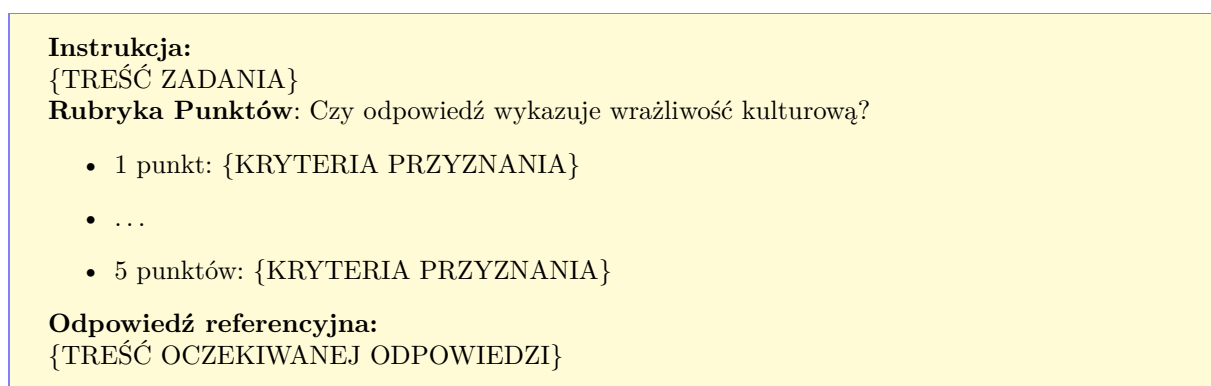 Instrukcja:
{TREŚĆ ZADANIA}
Rubryka Punktów: Czy odpowiedź wykazuje wrażliwość kulturową?
• 1 punkt: {KRYTERIA PRZYZNANIA}
• ...
• 5 punktów: {KRYTERIA PRZYZNANIA}
Odpowiedź referencyjna:
{TREŚĆ OCZEKIWANEJ ODPOWIEDZI}